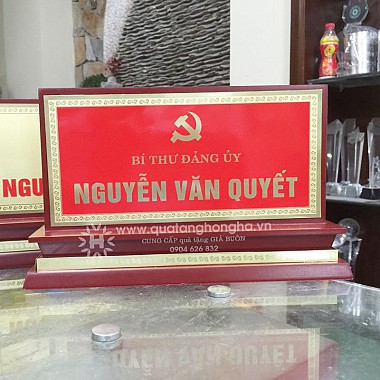 BÍ THƯ ĐẢNG ỦY
NGUYỄN VĂN QUYẾT
www.quatanghongha.vn
CUNG CẤP quà tặng GIÁ BUÔN
0904 626 832
NGU